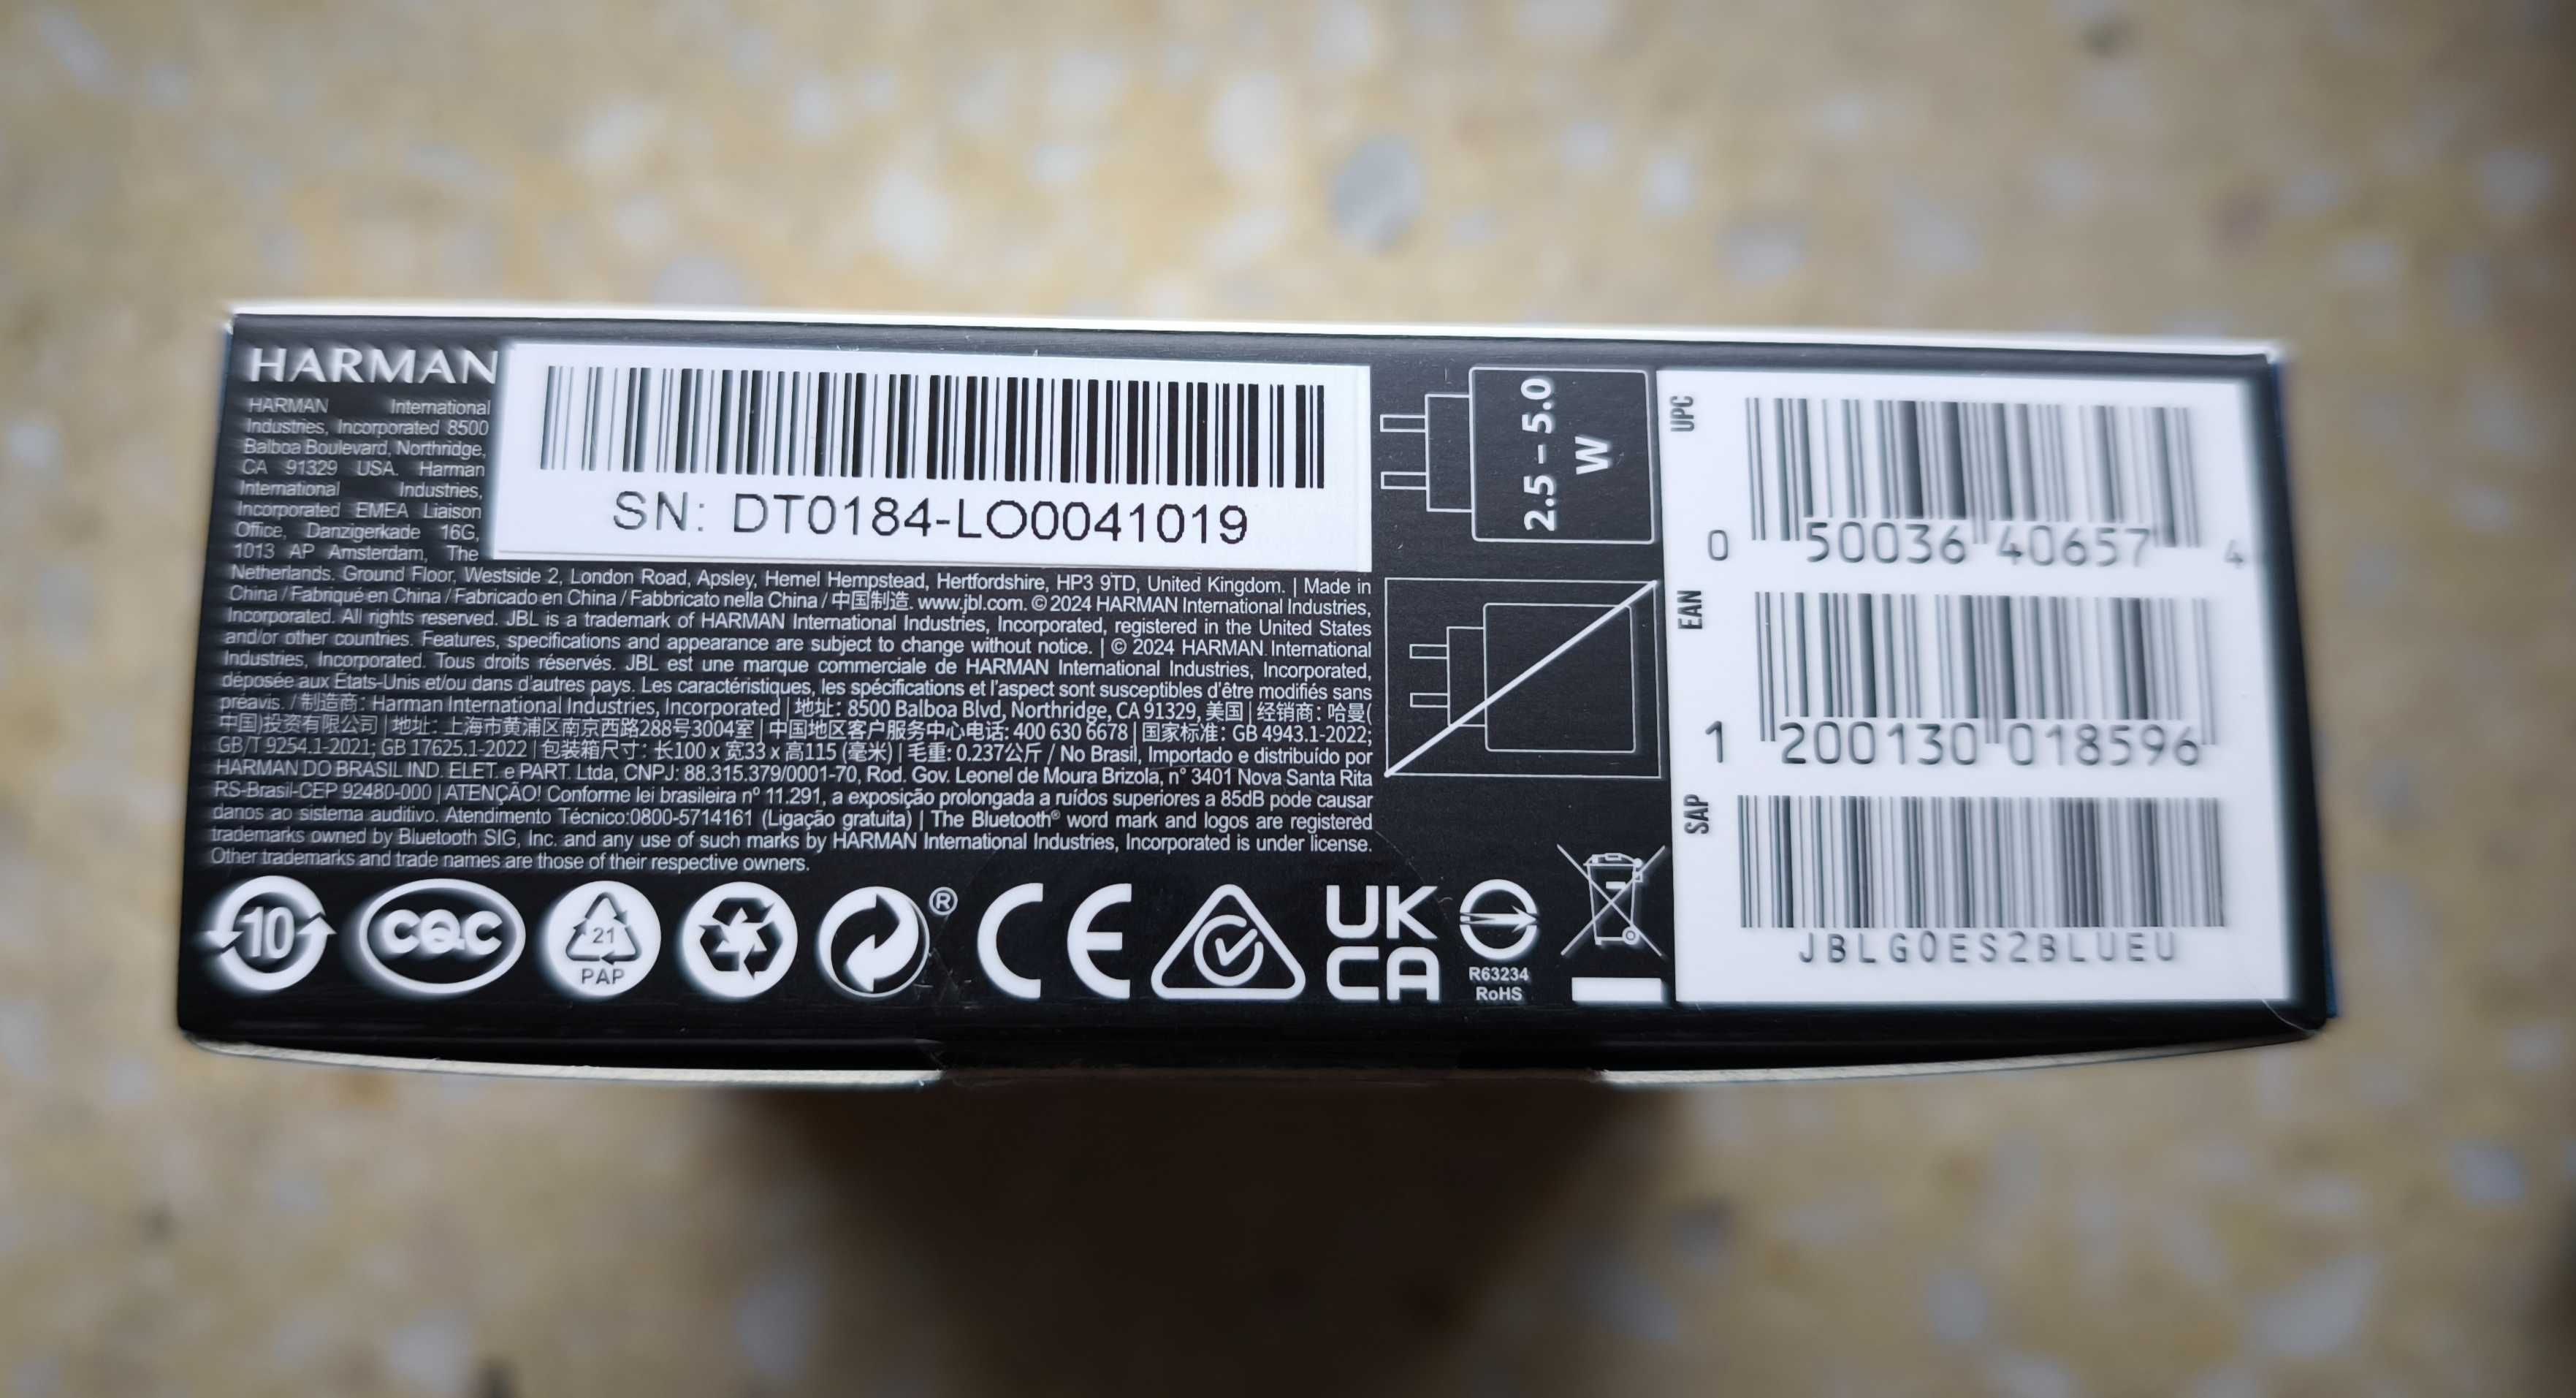 HARMAN
HARMAN International
Industries, Incorporated 8500
Balboa Boulevard, Northridge,
CA 91329 USA. Harman
International Industries,
Incorporated EMEA Liaison
Office, Danzigerkade 16G,
1013 AP Amsterdam, The
Netherlands. Ground Floor, Westside 2, London Road, Apsley, Hemel Hempstead, Hertfordshire, HP3 9TD, United Kingdom. | Made in
China / Fabriqué en China / Fabricado en China / Fabbricato nella China / 中国制造. www.jbl.com. © 2024 HARMAN International Industries,
Incorporated. All rights reserved. JBL is a trademark of HARMAN International Industries, Incorporated, registered in the United States
and/or other countries. Features, specifications and appearance are subject to change without notice. | © 2024 HARMAN International
Industries, Incorporated. Tous droits réservés. JBL est une marque commerciale de HARMAN International Industries, Incorporated,
déposée aux États-Unis et/ou dans d'autres pays. Les caractéristiques, les spécifications et l'aspect sont susceptibles d'être modifiés sans
préavis. / 制造商: Harman International Industries, Incorporated | 地址: 8500 Balboa Blvd, Northridge, CA 91329, 美国 | 经销商: 哈曼(
中国)投资有限公司 | 地址: 上海市黄浦区南京西路288号3004室 | 中国地区客户服务中心电话: 400 630 6678 | 国家标准: GB 4943.1-2022;
GB/T 9254.1-2021; GB 17625.1-2022 | 包装箱尺寸: 长100 x 宽33 x 高115 (毫米) | 毛重: 0.237公斤 / No Brasil, Importado e distribuído por
HARMAN DO BRASIL IND. ELET. e PART. Ltda, CNPJ: 88.315.379/0001-70, Rod. Gov. Leonel de Moura Brizola, n° 3401 Nova Santa Rita
RS-Brasil-CEP 92480-000 | ATENÇÃO! Conforme lei brasileira nº 11.291, a exposição prolongada a ruídos superiores a 85dB pode causar
danos ao sistema auditivo. Atendimento Técnico:0800-5714161 (Ligação gratuita) | The Bluetooth® word mark and logos are registered
trademarks owned by Bluetooth SIG, Inc. and any use of such marks by HARMAN International Industries, Incorporated is under license.
Other trademarks and trade names are those of their respective owners.
SN: DT0184-LO0041019
2.5 – 5.0
W
UPC
0 50036 40657 4
EAN
1 200130 018596
SAP
JBLGOES2BLUEU
10
CQC
21
PAP
®
CE
UK
CA
R63234
RoHS